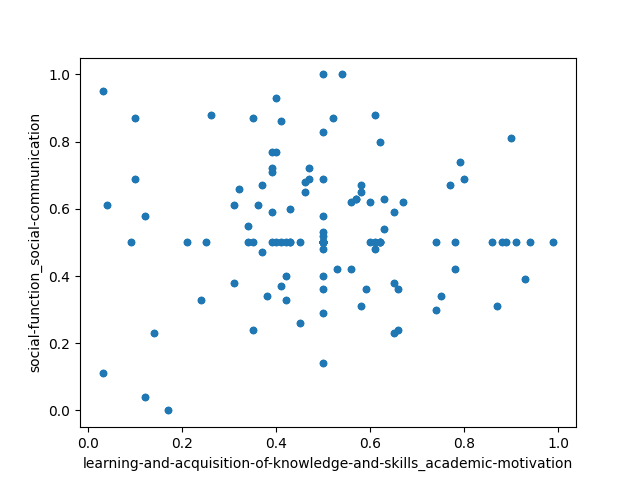 1.0
0.8
0.6
0.4
0.2
0.0
social-function_social-communication
0.0 0.2 0.4 0.6 0.8 1.0
learning-and-acquisition-of-knowledge-and-skills_academic-motivation